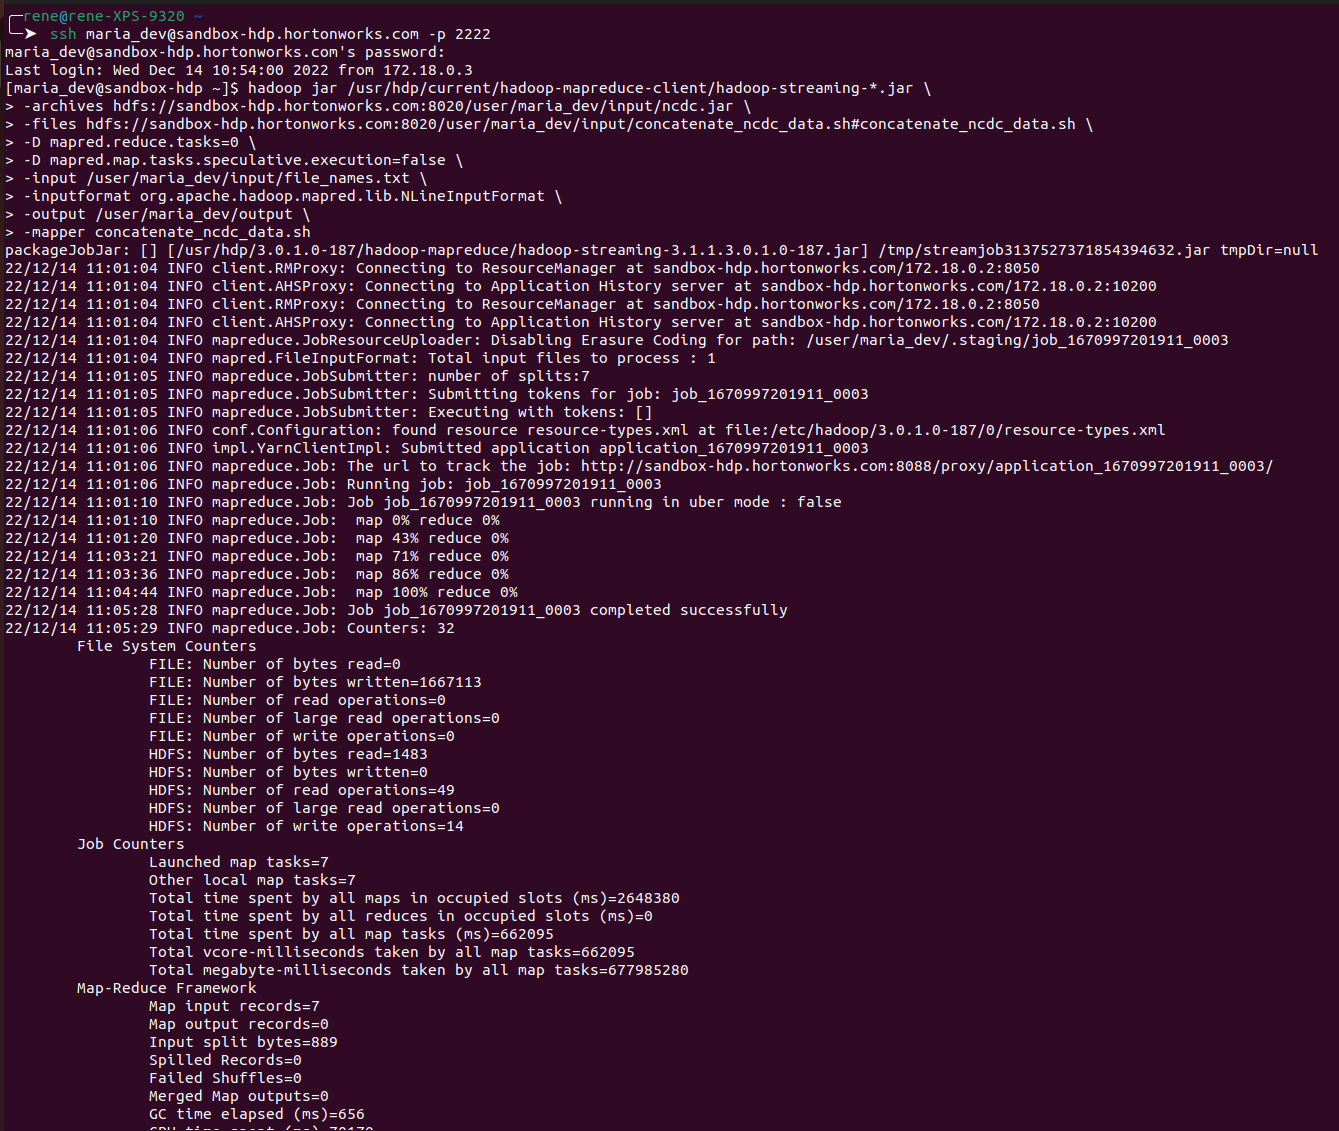 rene@rene-XPS-9320 ~
ssh maria_dev@sandbox-hdp.hortonworks.com -p 2222
maria_dev@sandbox-hdp.hortonworks.com's password:
Last login: Wed Dec 14 10:54:00 2022 from 172.18.0.3
[maria_dev@sandbox-hdp ~]$ hadoop jar /usr/hdp/current/hadoop-mapreduce-client/hadoop-streaming-*.jar \
> -archives hdfs://sandbox-hdp.hortonworks.com:8020/user/maria_dev/input/ncdc.jar \
> -files hdfs://sandbox-hdp.hortonworks.com:8020/user/maria_dev/input/concatenate_ncdc_data.sh#concatenate_ncdc_data.sh \
> -D mapred.reduce.tasks=0 \
> -D mapred.map.tasks.speculative.execution=false \
> -input /user/maria_dev/input/file_names.txt \
> -inputformat org.apache.hadoop.mapred.lib.NLineInputFormat \
> -output /user/maria_dev/output \
> -mapper concatenate_ncdc_data.sh
packageJobJar: [] [/usr/hdp/3.0.1.0-187/hadoop-mapreduce/hadoop-streaming-3.1.1.3.0.1.0-187.jar] /tmp/streamjob3137527371854394632.jar tmpDir=null
22/12/14 11:01:04 INFO client.RMProxy: Connecting to ResourceManager at sandbox-hdp.hortonworks.com/172.18.0.2:8050
22/12/14 11:01:04 INFO client.AHSProxy: Connecting to Application History server at sandbox-hdp.hortonworks.com/172.18.0.2:10200
22/12/14 11:01:04 INFO client.RMProxy: Connecting to ResourceManager at sandbox-hdp.hortonworks.com/172.18.0.2:8050
22/12/14 11:01:04 INFO client.AHSProxy: Connecting to Application History server at sandbox-hdp.hortonworks.com/172.18.0.2:10200
22/12/14 11:01:04 INFO mapreduce.JobResourceUploader: Disabling Erasure Coding for path: /user/maria_dev/.staging/job_1670997201911_0003
22/12/14 11:01:04 INFO mapred.FileInputFormat: Total input files to process : 1
22/12/14 11:01:05 INFO mapreduce.JobSubmitter: number of splits:7
22/12/14 11:01:05 INFO mapreduce.JobSubmitter: Submitting tokens for job: job_1670997201911_0003
22/12/14 11:01:05 INFO mapreduce.JobSubmitter: Executing with tokens: []
22/12/14 11:01:06 INFO conf.Configuration: found resource resource-types.xml at file:/etc/hadoop/3.0.1.0-187/0/resource-types.xml
22/12/14 11:01:06 INFO impl.YarnClientImpl: Submitted application application_1670997201911_0003
22/12/14 11:01:06 INFO mapreduce.Job: The url to track the job: http://sandbox-hdp.hortonworks.com:8088/proxy/application_1670997201911_0003/
22/12/14 11:01:06 INFO mapreduce.Job: Running job: job_1670997201911_0003
22/12/14 11:01:10 INFO mapreduce.Job: Job job_1670997201911_0003 running in uber mode : false
22/12/14 11:01:10 INFO mapreduce.Job:  map 0% reduce 0%
22/12/14 11:01:20 INFO mapreduce.Job:  map 43% reduce 0%
22/12/14 11:03:21 INFO mapreduce.Job:  map 71% reduce 0%
22/12/14 11:03:36 INFO mapreduce.Job:  map 86% reduce 0%
22/12/14 11:04:44 INFO mapreduce.Job:  map 100% reduce 0%
22/12/14 11:05:28 INFO mapreduce.Job: Job job_1670997201911_0003 completed successfully
22/12/14 11:05:29 INFO mapreduce.Job: Counters: 32
File System Counters
FILE: Number of bytes read=0
FILE: Number of bytes written=1667113
FILE: Number of read operations=0
FILE: Number of large read operations=0
FILE: Number of write operations=0
HDFS: Number of bytes read=1483
HDFS: Number of bytes written=0
HDFS: Number of read operations=49
HDFS: Number of large read operations=0
HDFS: Number of write operations=14
Job Counters
Launched map tasks=7
Other local map tasks=7
Total time spent by all maps in occupied slots (ms)=2648380
Total time spent by all reduces in occupied slots (ms)=0
Total time spent by all map tasks (ms)=662095
Total vcore-milliseconds taken by all map tasks=662095
Total megabyte-milliseconds taken by all map tasks=677985280
Map-Reduce Framework
Map input records=7
Map output records=0
Input split bytes=889
Spilled Records=0
Failed Shuffles=0
Merged Map outputs=0
GC time elapsed (ms)=656